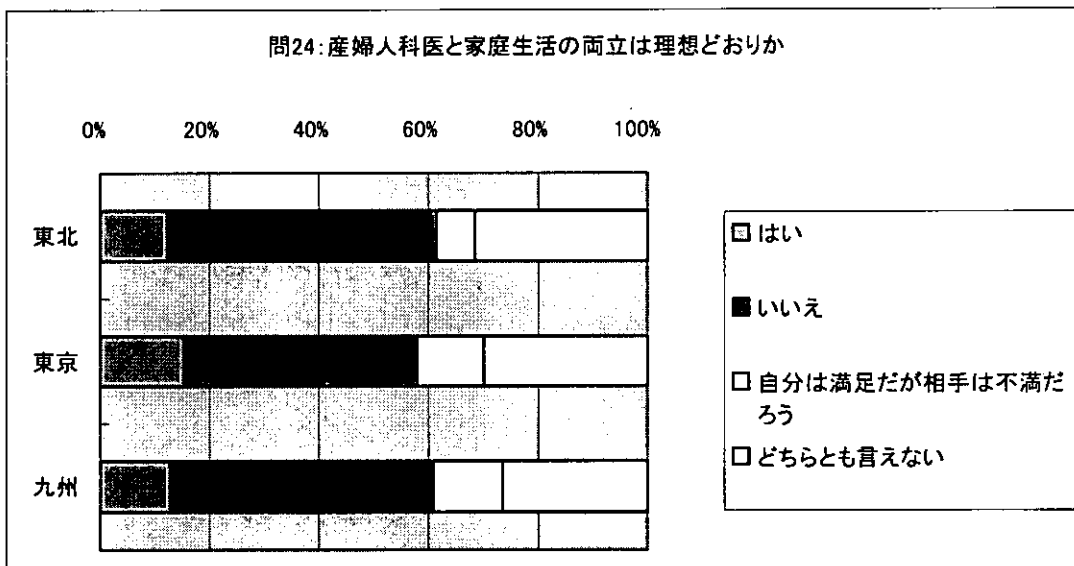 問24:産婦人科医と家庭生活の両立は理想どおりか
0% 20% 40% 60% 80% 100%
東北
東京
九州
はい
いいえ
自分は満足だが相手は不満だ
ろう
どちらとも言えない